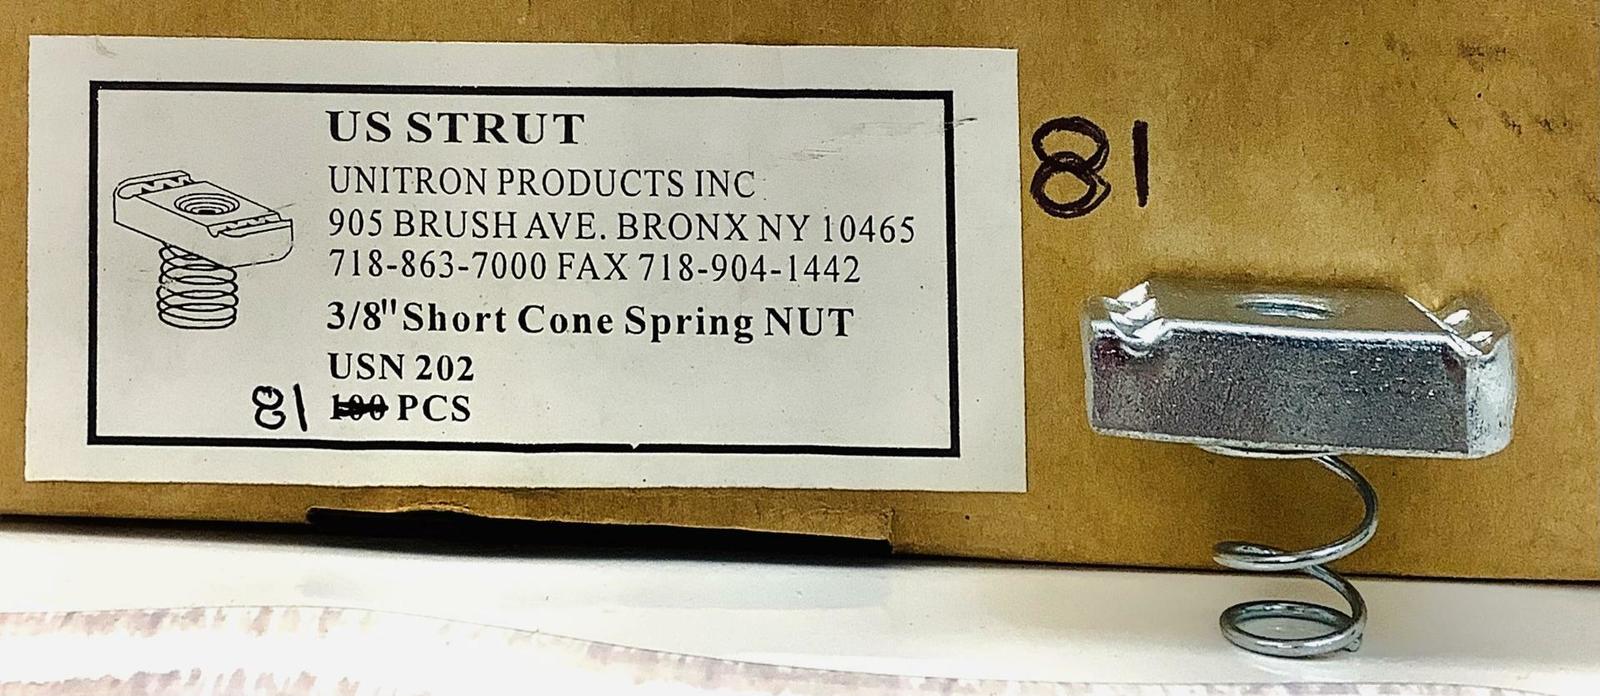 US STRUT
UNITRON PRODUCTS INC
905 BRUSH AVE. BRONX NY 10465
718-863-7000 FAX 718-904-1442
3/8" Short Cone Spring NUT
USN 202
81 100 PCS
81